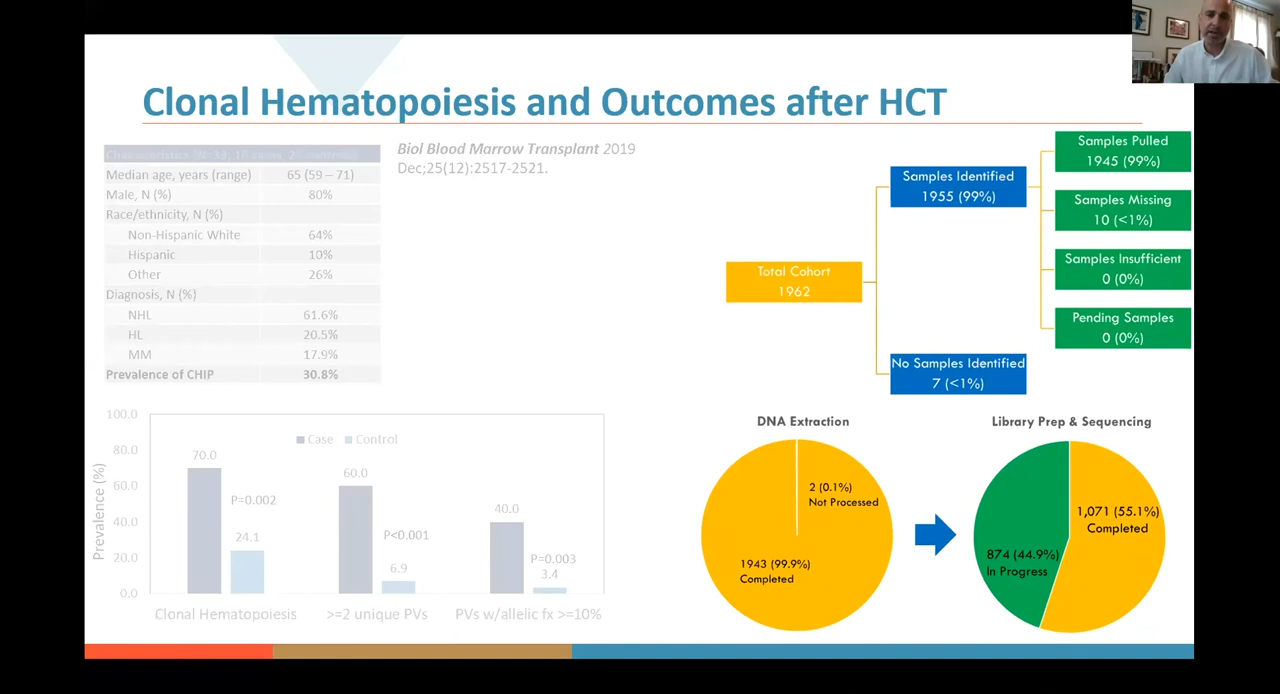 Clonal Hematopoiesis and Outcomes after HCT
Median age, years (range) 65 (59 – 71)
Male, N (%) 80%
Race/ethnicity, N (%)
Non-Hispanic White 64%
Hispanic 10%
Other 26%
Diagnosis, N (%)
NHL 61.6%
HL 20.5%
MM 17.9%
Prevalence of CHIP 30.8%
Biol Blood Marrow Transplant 2019
Dec;25(12):2517-2521.
Total Cohort
1962
Samples Identified
1955 (99%)
No Samples Identified
7 (<1%)
Samples Pulled
1945 (99%)
Samples Missing
10 (<1%)
Samples Insufficient
0 (0%)
Pending Samples
0 (0%)
Prevalence (%)
100.0
80.0
60.0
40.0
20.0
0.0
Case Control
70.0
P=0.002
24.1
60.0
P<0.001
6.9
40.0
P=0.003
3.4
Clonal Hematopoiesis >=2 unique PVs PVs w/allelic fx >=10%
DNA Extraction
2 (0.1%)
Not Processed
1943 (99.9%)
Completed
Library Prep & Sequencing
1,071 (55.1%)
Completed
874 (44.9%)
In Progress